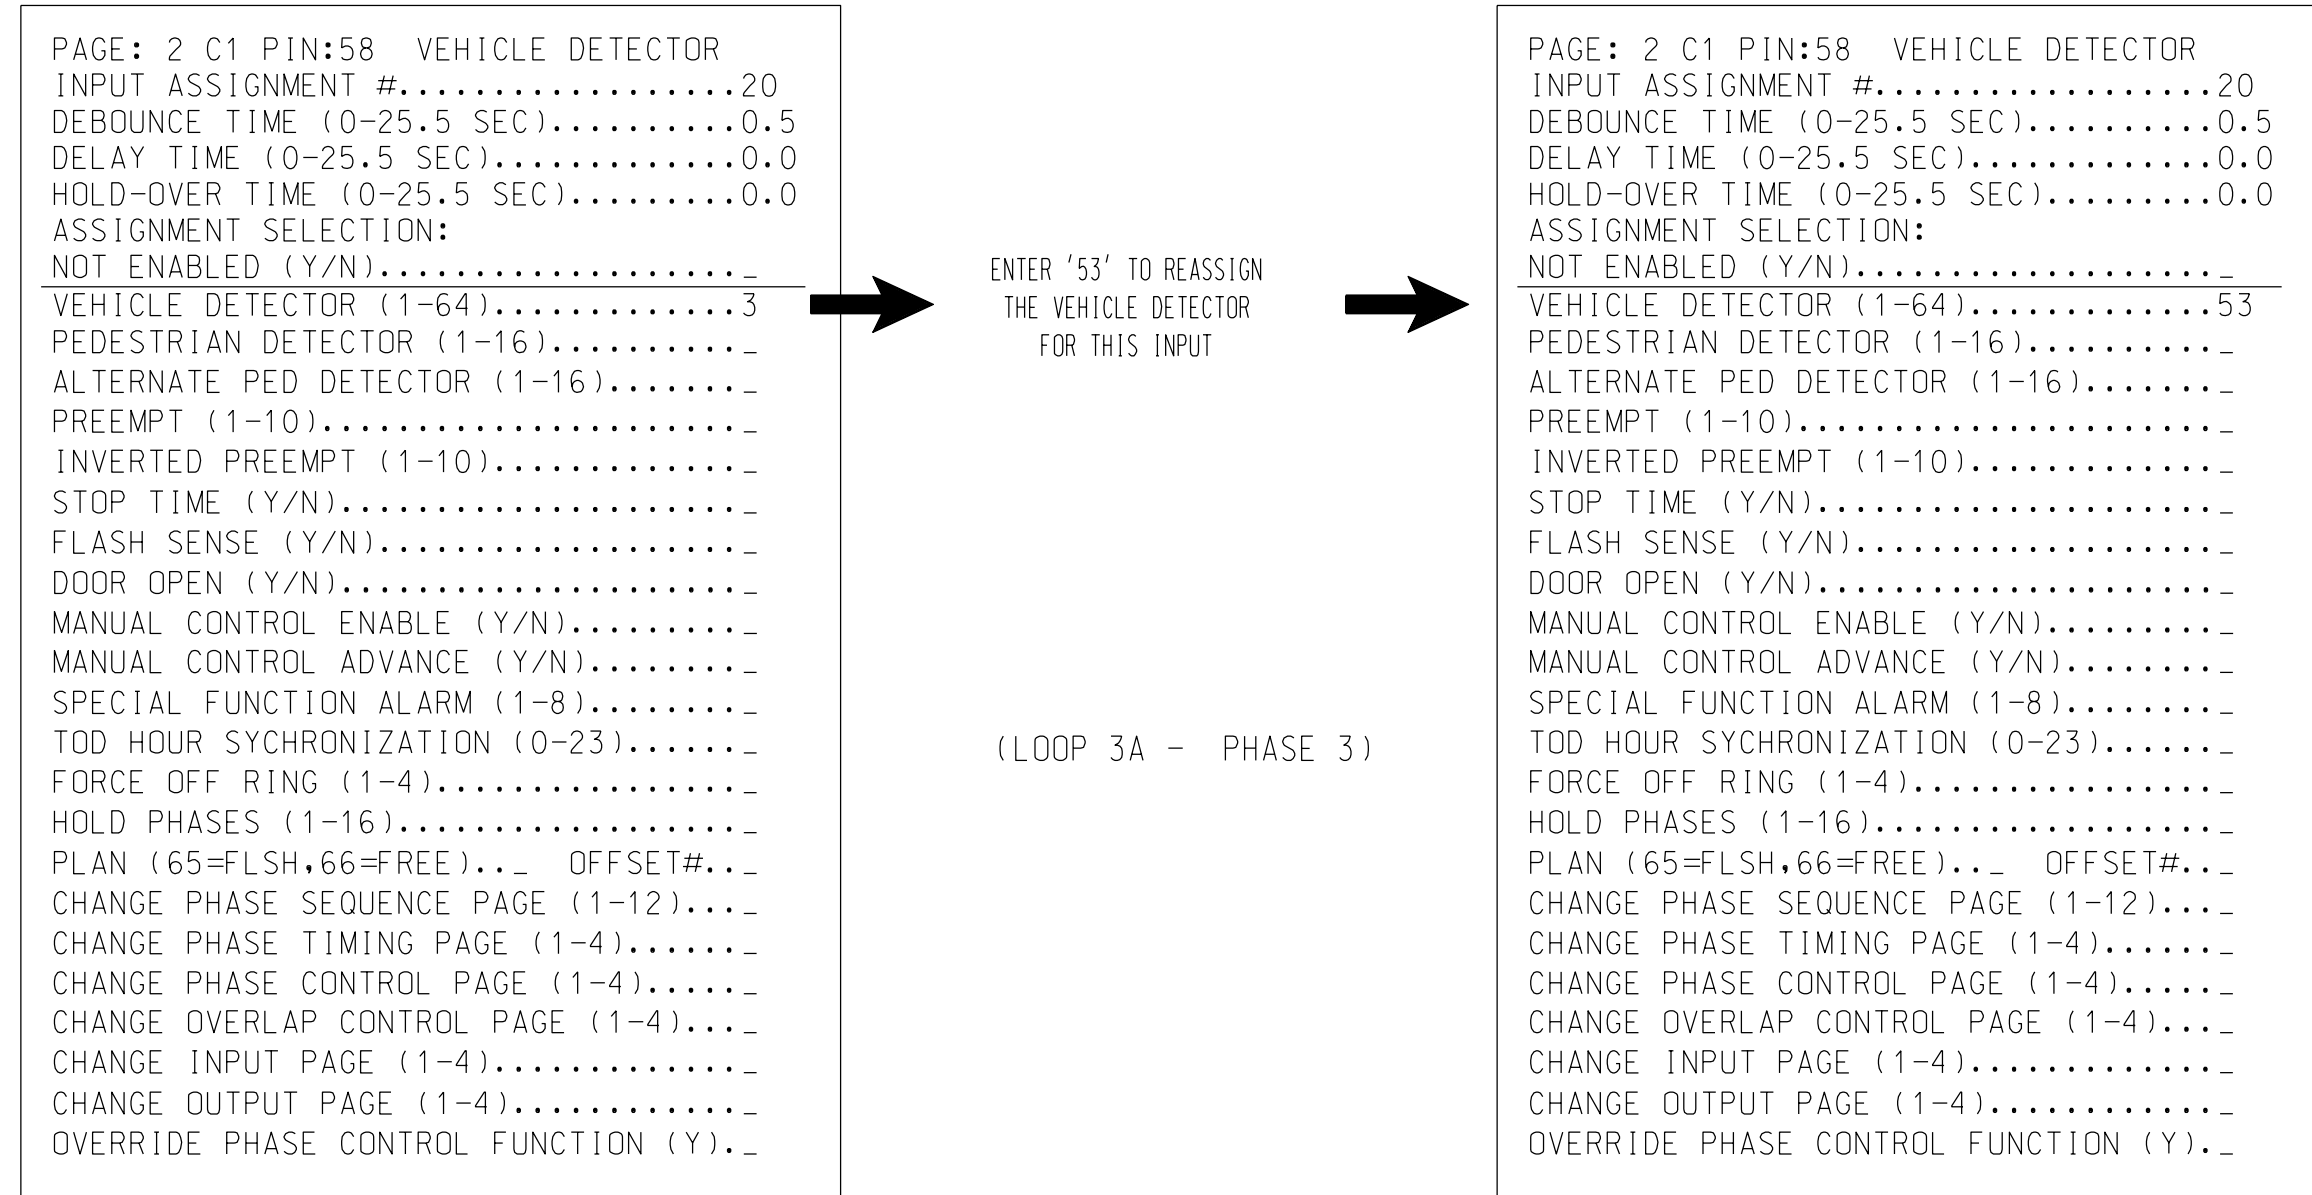 PAGE: 2 C1 PIN:58 VEHICLE DETECTOR
INPUT ASSIGNMENT #..................20
DEBOUNCE TIME (0-25.5 SEC)..........0.5
DELAY TIME (0-25.5 SEC).............0.0
HOLD-OVER TIME (0-25.5 SEC).........0.0
ASSIGNMENT SELECTION:
NOT ENABLED (Y/N)..................._
VEHICLE DETECTOR (1-64).............3
PEDESTRIAN DETECTOR (1-16).........._
ALTERNATE PED DETECTOR (1-16)......._
PREEMPT (1-10)......................_
INVERTED PREEMPT (1-10)............._
STOP TIME (Y/N)....................._
FLASH SENSE (Y/N)..................._
DOOR OPEN (Y/N)....................._
MANUAL CONTROL ENABLE (Y/N)........._
MANUAL CONTROL ADVANCE (Y/N)........_
SPECIAL FUNCTION ALARM (1-8)........_
TOD HOUR SYCHRONIZATION (0-23)......_
FORCE OFF RING (1-4)................_
HOLD PHASES (1-16).................._
PLAN (65=FLSH,66=FREE).._ OFFSET#.._
CHANGE PHASE SEQUENCE PAGE (1-12)..._
CHANGE PHASE TIMING PAGE (1-4)......_
CHANGE PHASE CONTROL PAGE (1-4)....._
CHANGE OVERLAP CONTROL PAGE (1-4)..._
CHANGE INPUT PAGE (1-4)............._
CHANGE OUTPUT PAGE (1-4)............_
OVERRIDE PHASE CONTROL FUNCTION (Y)._
ENTER '53' TO REASSIGN
THE VEHICLE DETECTOR
FOR THIS INPUT
(LOOP 3A - PHASE 3)
PAGE: 2 C1 PIN:58 VEHICLE DETECTOR
INPUT ASSIGNMENT #..................20
DEBOUNCE TIME (0-25.5 SEC)..........0.5
DELAY TIME (0-25.5 SEC).............0.0
HOLD-OVER TIME (0-25.5 SEC).........0.0
ASSIGNMENT SELECTION:
NOT ENABLED (Y/N)..................._
VEHICLE DETECTOR (1-64).............53
PEDESTRIAN DETECTOR (1-16).........._
ALTERNATE PED DETECTOR (1-16)......._
PREEMPT (1-10)......................_
INVERTED PREEMPT (1-10)............._
STOP TIME (Y/N)....................._
FLASH SENSE (Y/N)..................._
DOOR OPEN (Y/N)....................._
MANUAL CONTROL ENABLE (Y/N)........._
MANUAL CONTROL ADVANCE (Y/N)........_
SPECIAL FUNCTION ALARM (1-8)........_
TOD HOUR SYCHRONIZATION (0-23)......_
FORCE OFF RING (1-4)................_
HOLD PHASES (1-16).................._
PLAN (65=FLSH,66=FREE).._ OFFSET#.._
CHANGE PHASE SEQUENCE PAGE (1-12)..._
CHANGE PHASE TIMING PAGE (1-4)......_
CHANGE PHASE CONTROL PAGE (1-4)....._
CHANGE OVERLAP CONTROL PAGE (1-4)..._
CHANGE INPUT PAGE (1-4)............._
CHANGE OUTPUT PAGE (1-4)............_
OVERRIDE PHASE CONTROL FUNCTION (Y)._